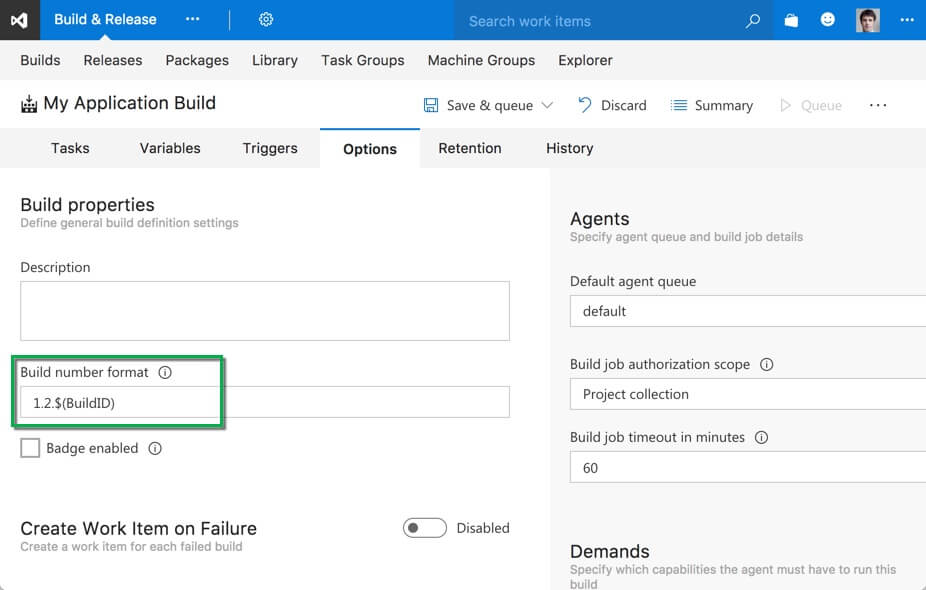 Build & Release ··· Search work items ···
Builds Releases Packages Library Task Groups Machine Groups Explorer
My Application Build Save & queue Discard Summary Queue ···
Tasks Variables Triggers Options Retention History
Build properties
Define general build definition settings
Description
Build number format
1.2.$(BuildID)
Badge enabled
Create Work Item on Failure Disabled
Create a work item for each failed build
Agents
Specify agent queue and build job details
Default agent queue
default
Build job authorization scope
Project collection
Build job timeout in minutes
60
Demands
Specify which capabilities the agent must have to run this
build